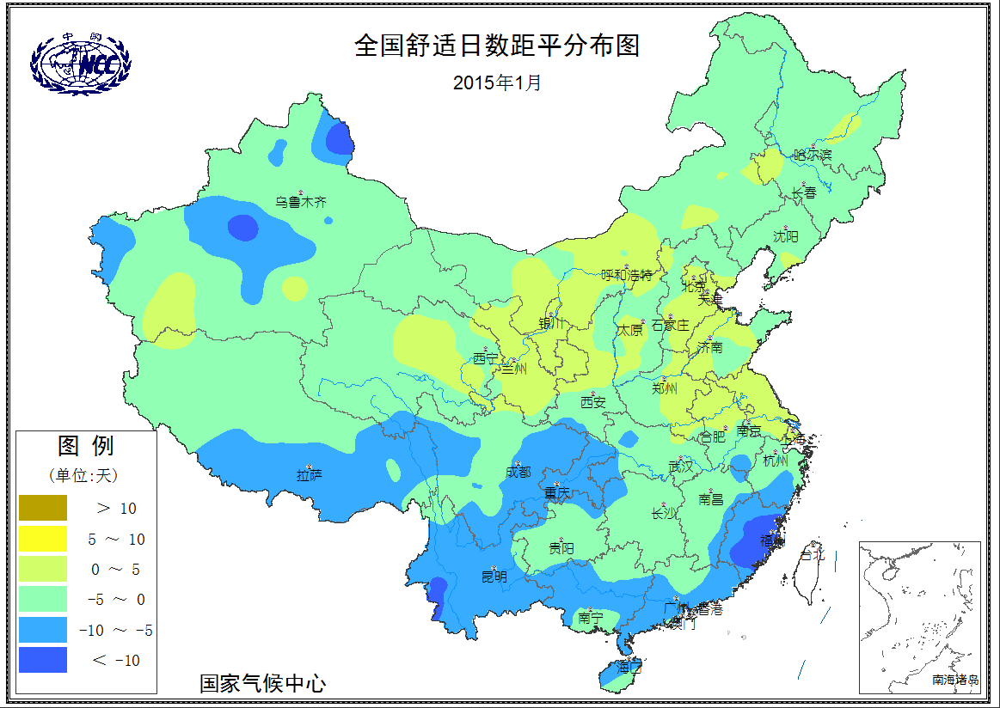 中国
NCC
全国舒适日数距平分布图
2015年1月
哈尔滨
长春
乌鲁木齐
沈阳
呼和浩特
北京
天津
银川
太原
石家庄
西宁
兰州
济南
西安
郑州
合肥
南京
上海
杭州
拉萨
成都
武汉
重庆
南昌
长沙
贵阳
福州
台北
昆明
南宁
广州
香港
澳门
海口
图 例
(单位:天)
> 10
5 ~ 10
0 ~ 5
-5 ~ 0
-10 ~ -5
< -10
国家气候中心
南海诸岛